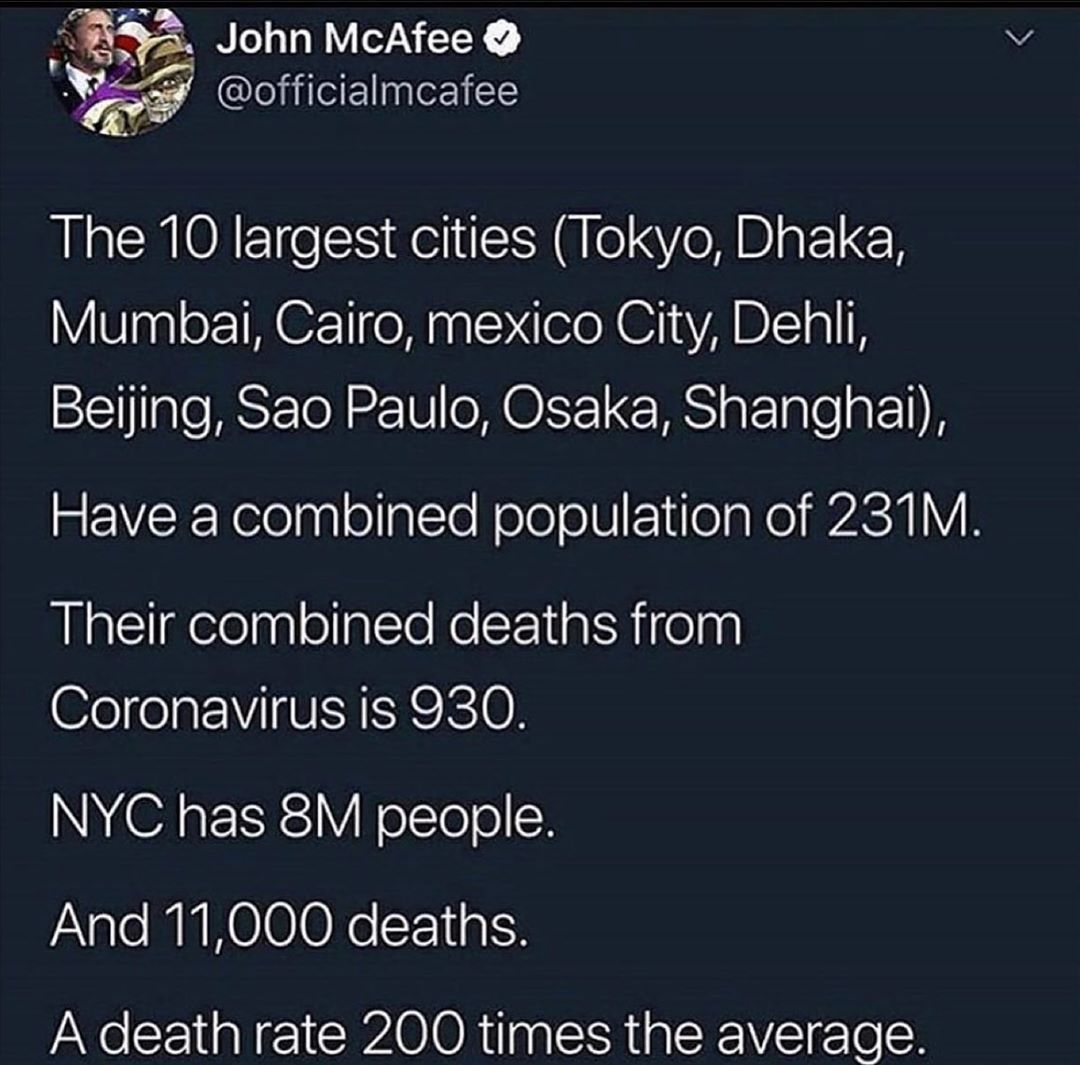 John McAfee
@officialmcafee
The 10 largest cities (Tokyo, Dhaka,
Mumbai, Cairo, mexico City, Dehli,
Beijing, Sao Paulo, Osaka, Shanghai),
Have a combined population of 231M.
Their combined deaths from
Coronavirus is 930.
NYC has 8M people.
And 11,000 deaths.
A death rate 200 times the average.